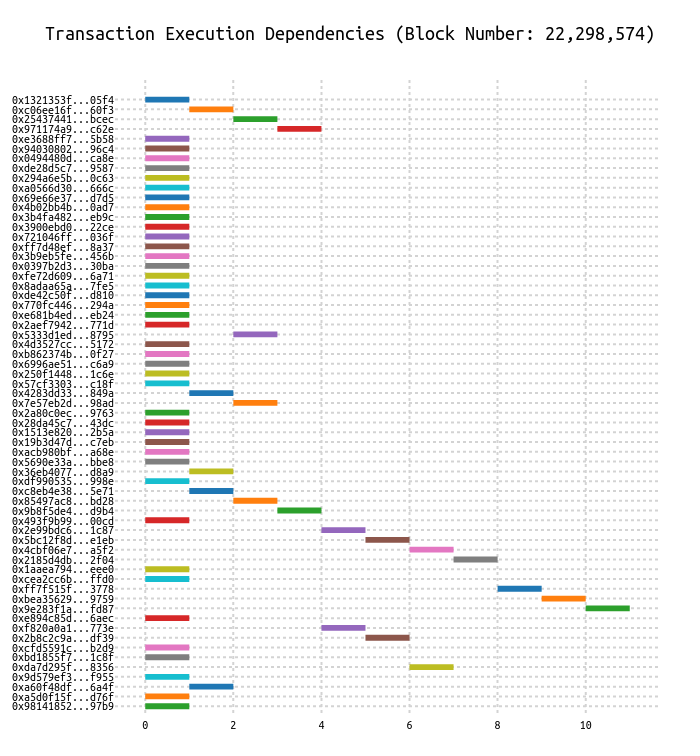 Transaction Execution Dependencies (Block Number: 22,298,574)
0x1321353f...05f4
0xc06ee16f...60f3
0x25437441...bcec
0x971174a9...c62e
0xe3688ff7...5b58
0x94030802...96c4
0x0494480d...ca8e
0xde28d5c7...9587
0x294a6e5b...0c63
0xa0566d30...666c
0x69e66e37...d7d5
0x4b02bb4b...0ad7
0x3b4fa482...eb9c
0x3900ebd0...22ce
0x721046ff...036f
0xff7d48ef...8a37
0x3b9eb5fe...456b
0x0397b2d3...30ba
0xfe72d609...6a71
0x8adaa65a...7fe5
0xde42c50f...d810
0x770fc446...294a
0xe681b4ed...eb24
0x2aef7942...771d
0x5333d1ed...8795
0x4d3527cc...5172
0xb862374b...0f27
0x6996ae51...c6a9
0x250f1448...1c6e
0x57cf3303...c18f
0x4283dd33...849a
0x7e57eb2d...98ad
0x2a80c0ec...9763
0x28da45c7...43dc
0x1513e820...2b5a
0x19b3d47d...c7eb
0xacb980bf...a68e
0x5690e33a...bbe8
0x36eb4077...d8a9
0xdf990535...998e
0xc8eb4e38...5e71
0x85497ac8...bd28
0x9b8f5de4...d9b4
0x493f9b99...00cd
0x2e99bdc6...1c87
0x5bc12f8d...e1eb
0x4cbf06e7...a5f2
0x2185d4db...2f04
0x1aaea794...eee0
0xcea2cc6b...ffd0
0xff7f515f...3778
0xbea35629...9759
0x9e283f1a...fd87
0xe894c85d...6aec
0xf820a0a1...773e
0x2b8c2c9a...df39
0xcfd5591c...b2d9
0xbd1855f7...1c8f
0xda7d295f...8356
0x9d579ef3...f955
0xa60f48df...6a4f
0xa5d0f15f...d76f
0x98141852...97b9
0 2 4 6 8 10